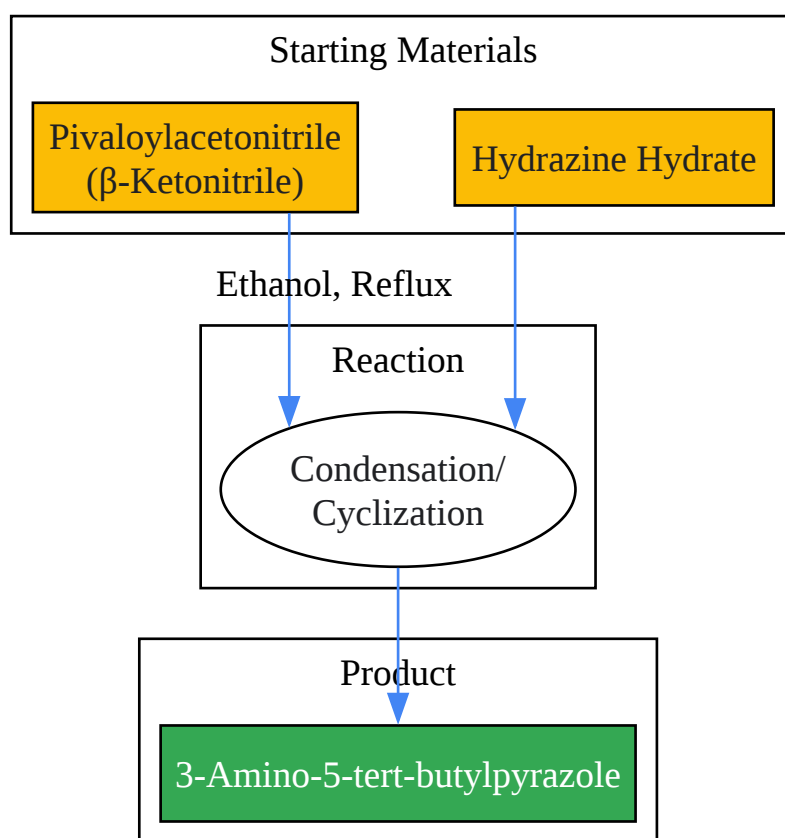 Starting Materials
Pivaloylacetonitrile
(β-Ketonitrile)
Hydrazine Hydrate
Ethanol, Reflux
Reaction
Condensation/
Cyclization
Product
3-Amino-5-tert-butylpyrazole